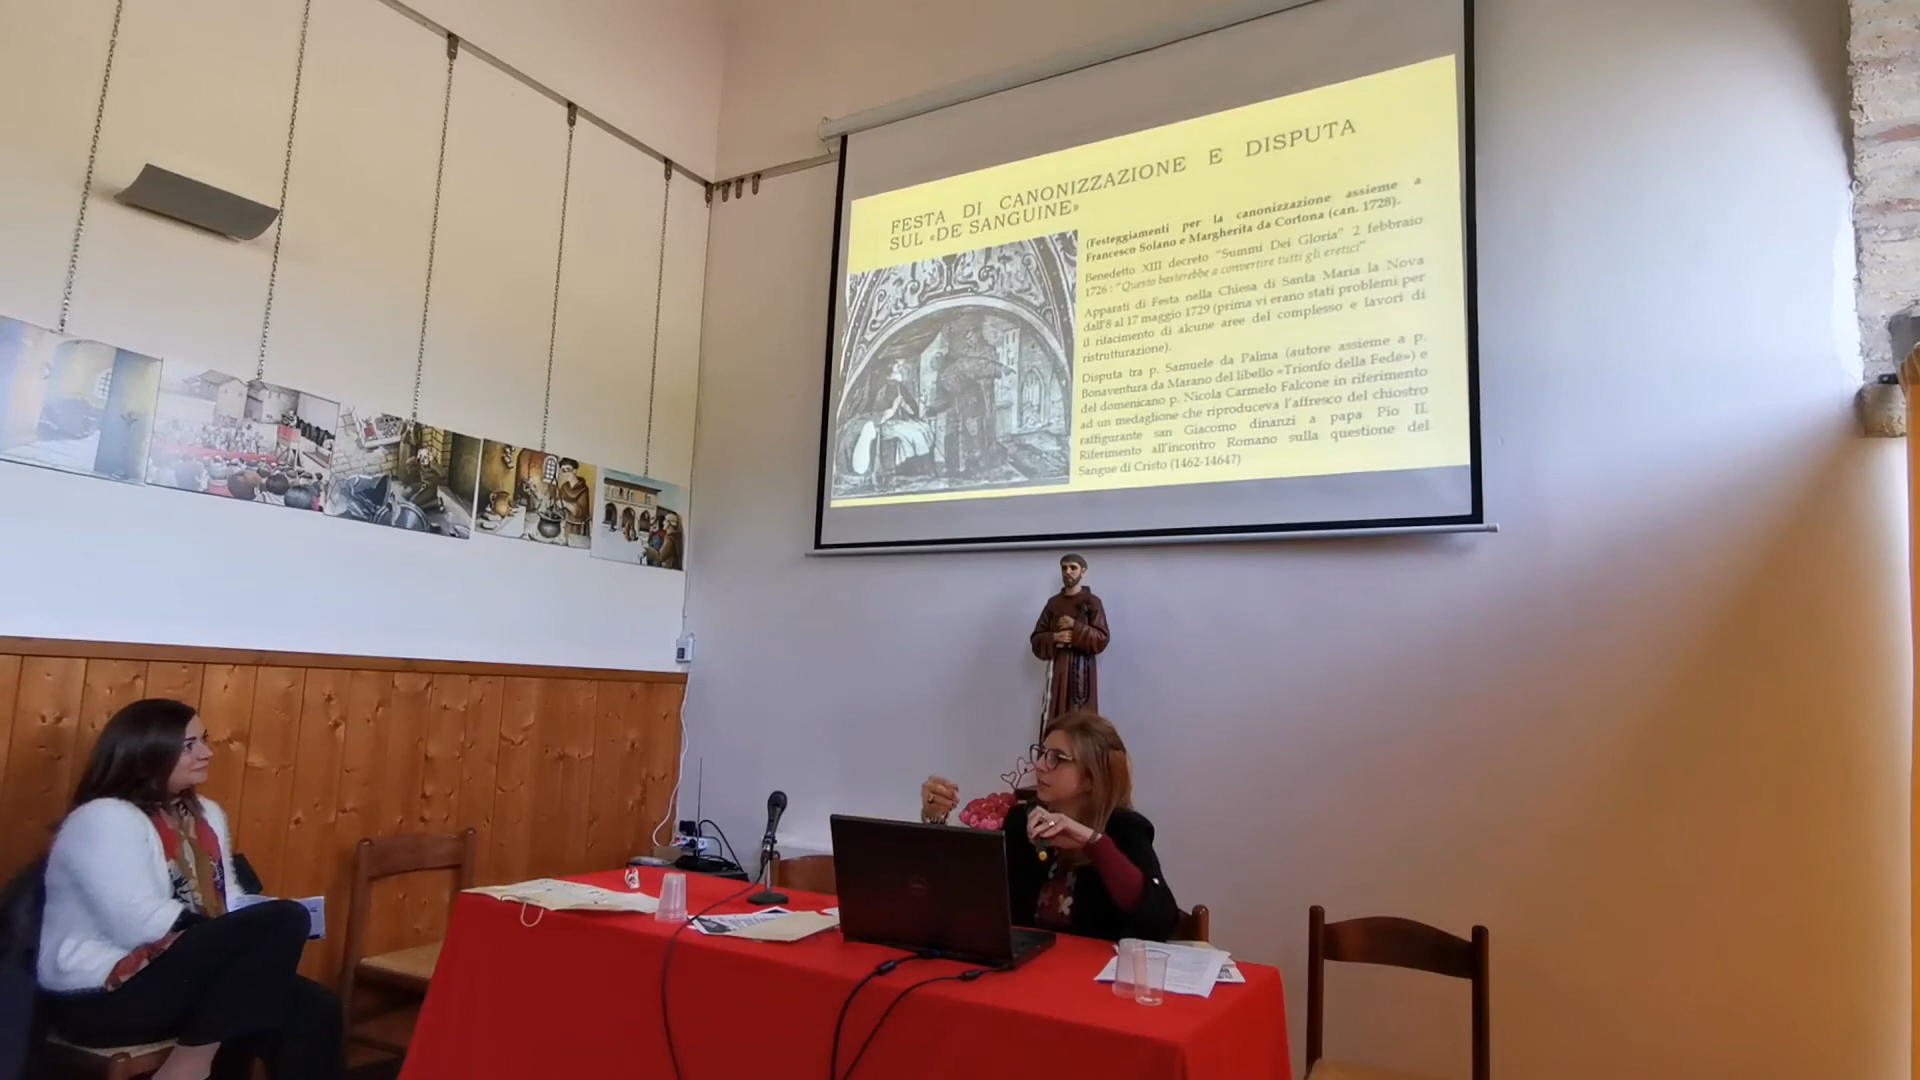 FESTA DI CANONIZZAZIONE E DISPUTA
SUL «DE SANGUINE»
(Festeggiamenti per la canonizzazione assieme a
Francesco Solano e Margherita da Cortona (can. 1728).
Benedetto XIII decreto "Summi Dei Gloria" 2 febbraio
1726 : "Questo basterebbe a convertire tutti gli eretici"
Apparati di Festa nella Chiesa di Santa Maria la Nova
dall'8 al 17 maggio 1729 (prima vi erano stati problemi per
il rifacimento di alcune aree del complesso e lavori di
ristrutturazione).
Disputa tra p. Samuele da Palma (autore assieme a p.
Bonaventura da Marano del libello «Trionfo della Fede») e
del domenicano p. Nicola Carmelo Falcone in riferimento
ad un medaglione che riproduceva l'affresco del chiostro
raffigurante san Giacomo dinanzi a papa Pio II.
Riferimento all'incontro Romano sulla questione del
Sangue di Cristo (1462-1464?)
DELL